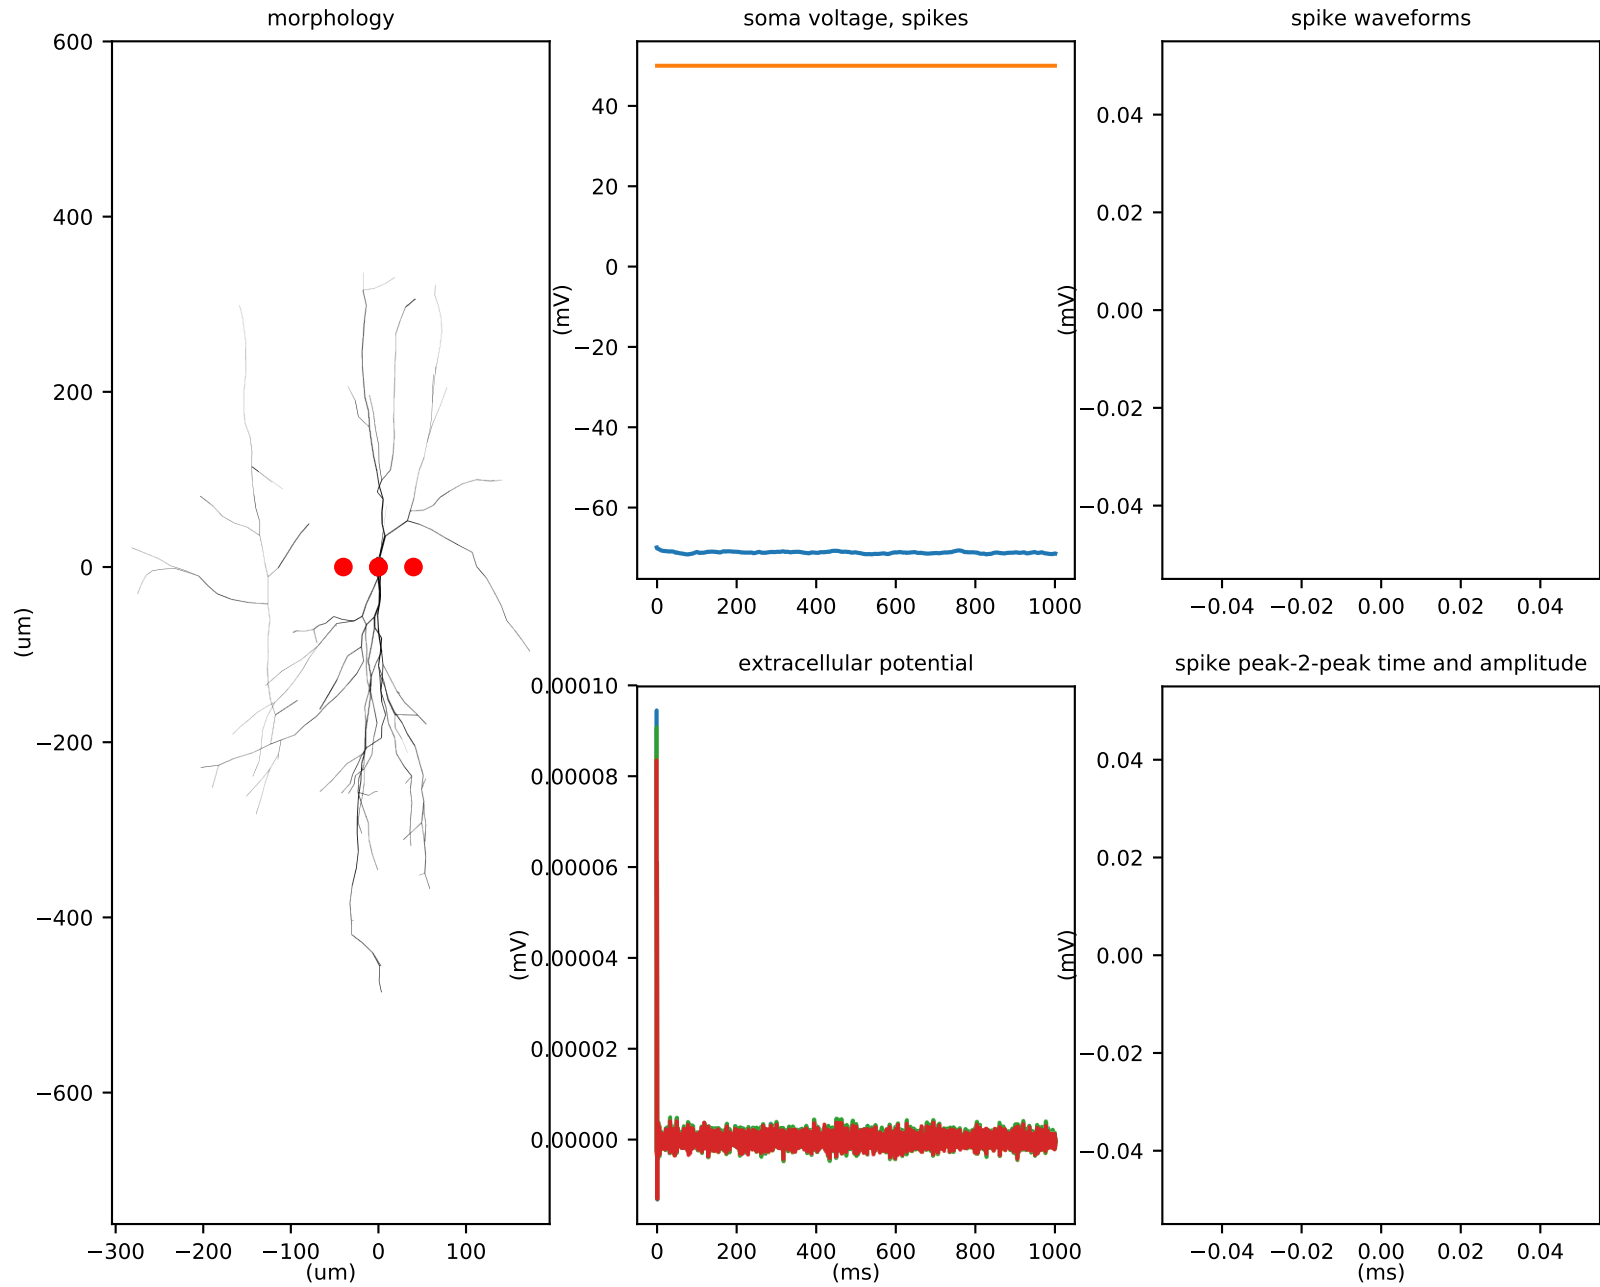 morphology
600
400
200
0
−200
−400
−600
(um)
−300 −200 −100 0 100
(um)
soma voltage, spikes
40
20
0
−20
−40
−60
(mV)
0 200 400 600 800 1000
spike waveforms
0.04
0.02
0.00
−0.02
−0.04
(mV)
−0.04 −0.02 0.00 0.02 0.04
extracellular potential
0.00010
0.00008
0.00006
0.00004
0.00002
0.00000
(mV)
0 200 400 600 800 1000
(ms)
spike peak-2-peak time and amplitude
0.04
0.02
0.00
−0.02
−0.04
(mV)
−0.04 −0.02 0.00 0.02 0.04
(ms)